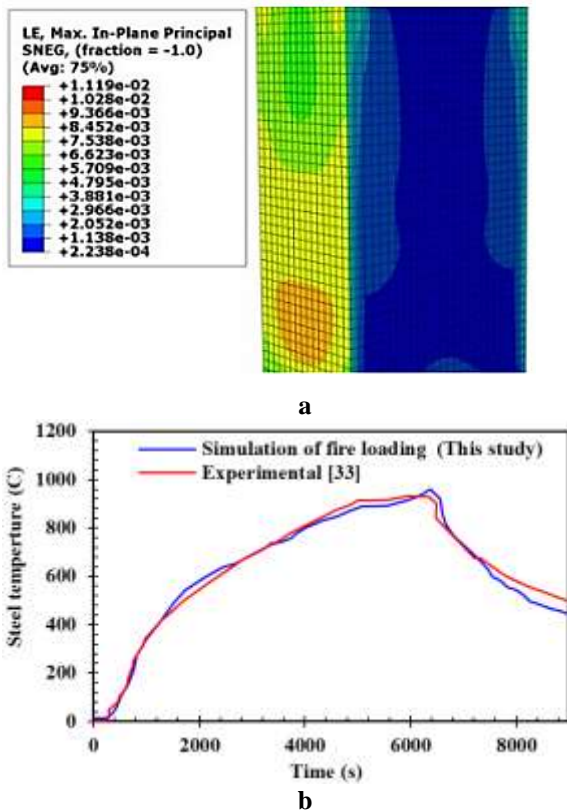 LE, Max. In-Plane Principal
SNEG, (fraction = -1.0)
(Avg: 75%)
+1.119e-02
+1.028e-02
+9.366e-03
+8.452e-03
+7.538e-03
+6.623e-03
+5.709e-03
+4.795e-03
+3.881e-03
+2.966e-03
+2.052e-03
+1.138e-03
+2.238e-04
a
1200
1000
800
600
400
200
0
Steel temperture (C)
Simulation of fire loading (This study)
Experimental [33]
0 2000 4000 6000 8000
Time (s)
b